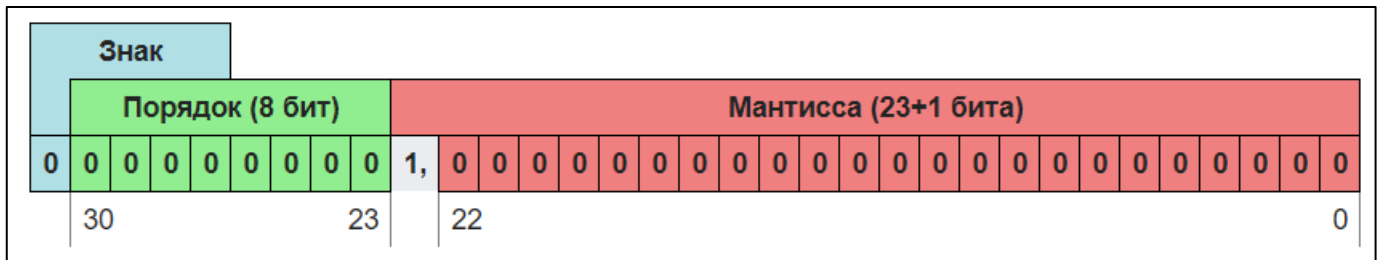 Знак
Порядок (8 бит) Мантисса (23+1 бита)
0 0 0 0 0 0 0 0 0 1, 0 0 0 0 0 0 0 0 0 0 0 0 0 0 0 0 0 0 0 0 0 0 0
30 23 22 0